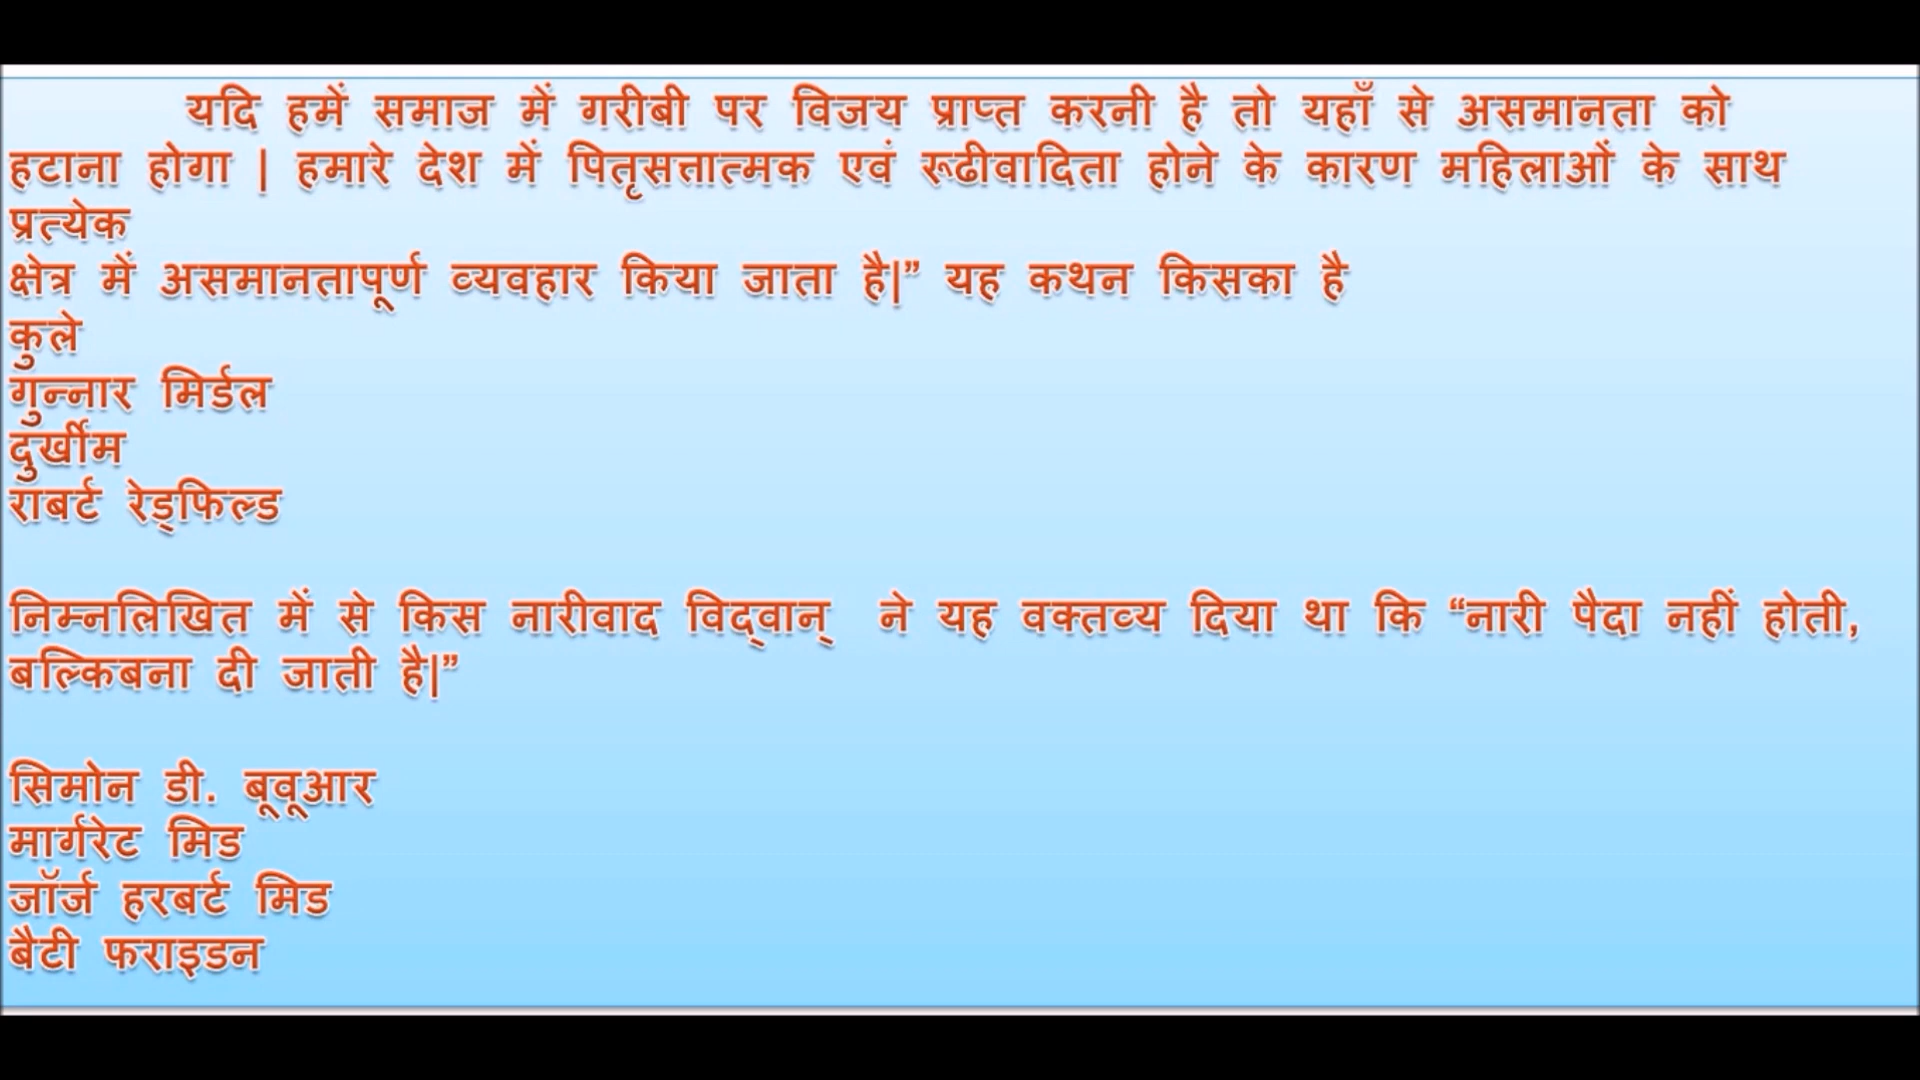 यदि हमें समाज में गरीबी पर विजय प्राप्त करनी है तो यहाँ से असमानता को
हटाना होगा | हमारे देश में पितृसत्तात्मक एवं रूढीवादिता होने के कारण महिलाओं के साथ
प्रत्येक
क्षेत्र में असमानतापूर्ण व्यवहार किया जाता है|” यह कथन किसका है
कुले
गुन्नार मिर्डल
दुर्खीम
राबर्ट रेड्फिल्ड
निम्नलिखित में से किस नारीवाद विद्वान् ने यह वक्तव्य दिया था कि “नारी पैदा नहीं होती,
बल्किबना दी जाती है|”
सिमोन डी. बूवूआर
मार्गरेट मिड
जॉर्ज हरबर्ट मिड
बैटी फराइडन